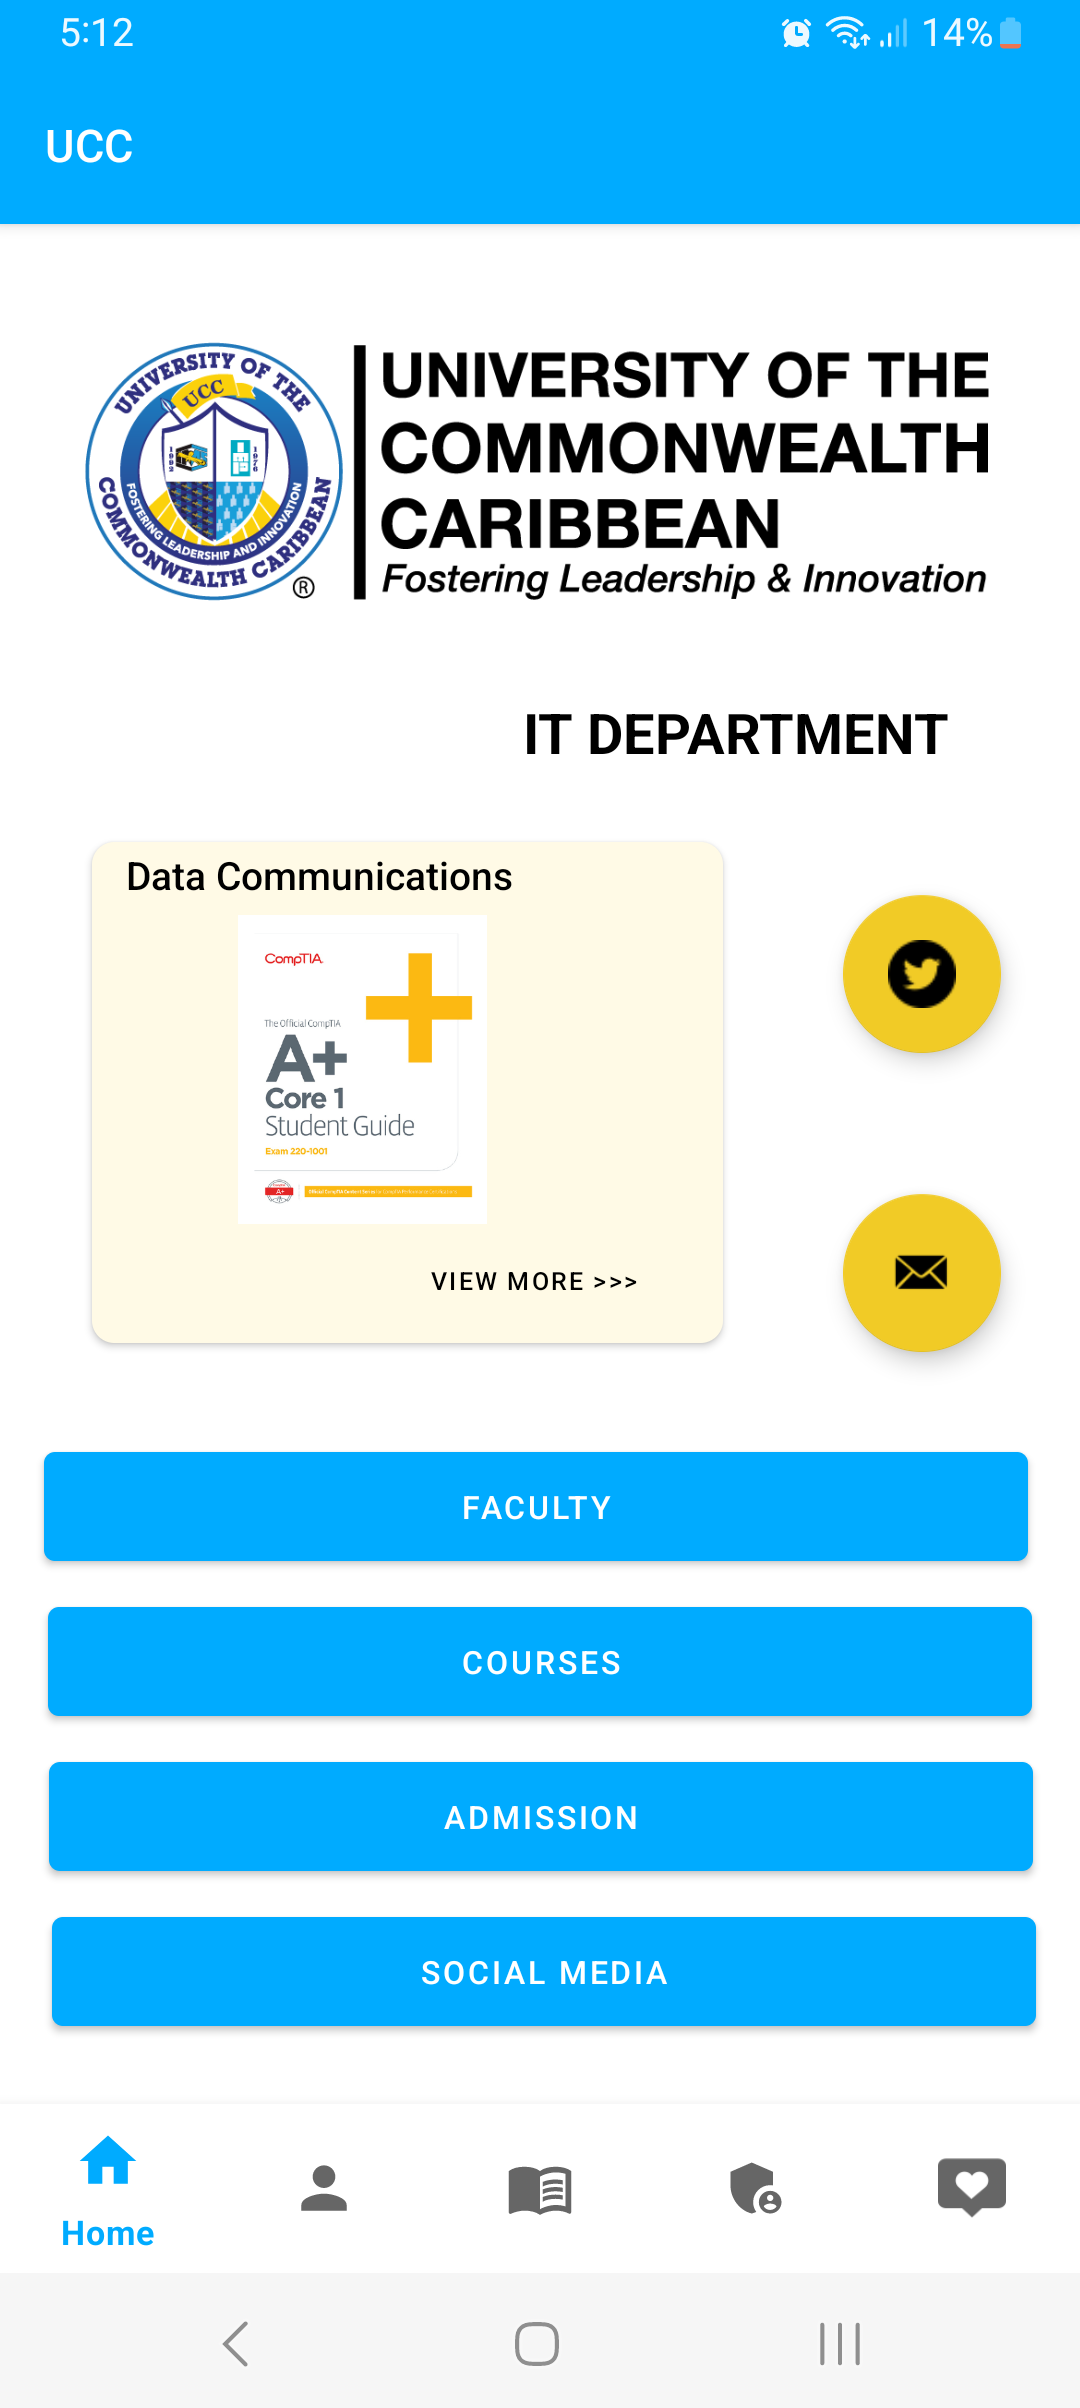 5:12
14%
UCC
UNIVERSITY OF THE
COMMONWEALTH CARIBBEAN
UCC
1992
1976
FOSTERING LEADERSHIP AND INNOVATION
®
UNIVERSITY OF THE
COMMONWEALTH
CARIBBEAN
Fostering Leadership & Innovation
IT DEPARTMENT
Data Communications
CompTIA.
The Official CompTIA
A+
Core 1
Student Guide
Exam 220-1001
A+
VIEW MORE >>>
FACULTY
COURSES
ADMISSION
SOCIAL MEDIA
Home